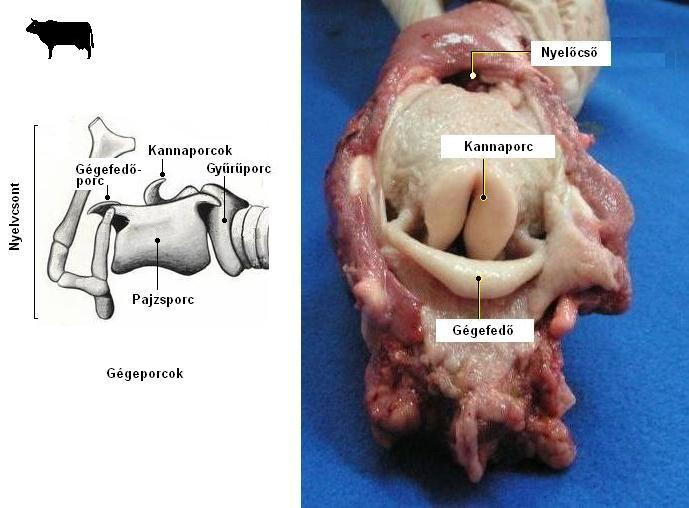 Nyelőcső
Kannaporc
Gégefedő
Kannaporcok
Gégefedő-
porc
Gyűrűporc
Nyelvcsont
Pajzsporc
Gégeporcok